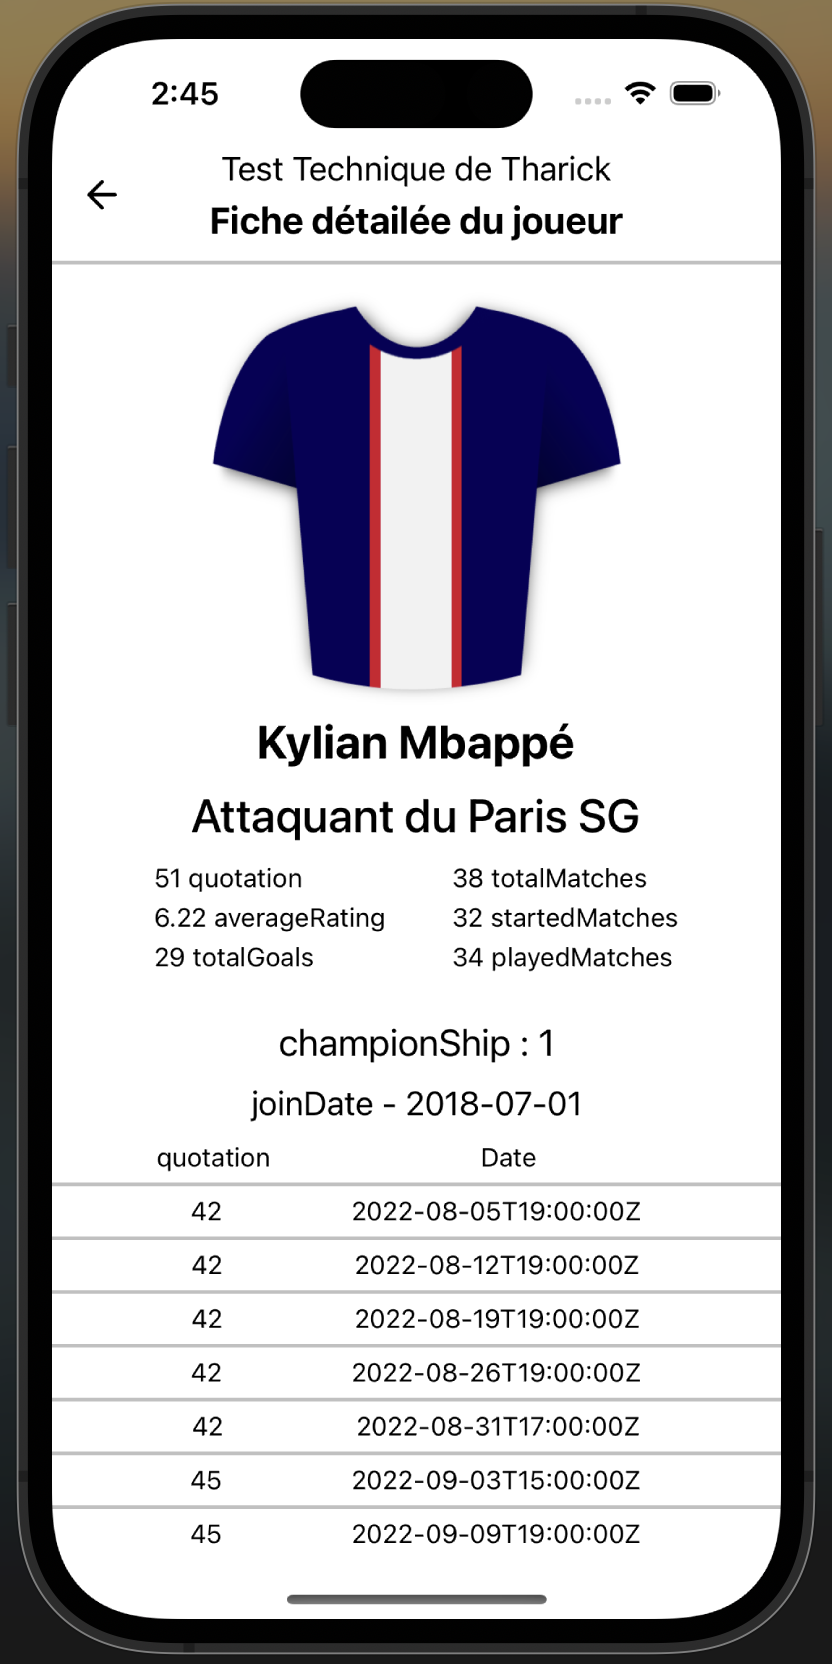 2:45
Test Technique de Tharick
Fiche détailée du joueur
Kylian Mbappé
Attaquant du Paris SG
51 quotation 38 totalMatches
6.22 averageRating 32 startedMatches
29 totalGoals 34 playedMatches
championShip : 1
joinDate - 2018-07-01
quotation Date
42 2022-08-05T19:00:00Z
42 2022-08-12T19:00:00Z
42 2022-08-19T19:00:00Z
42 2022-08-26T19:00:00Z
42 2022-08-31T17:00:00Z
45 2022-09-03T15:00:00Z
45 2022-09-09T19:00:00Z